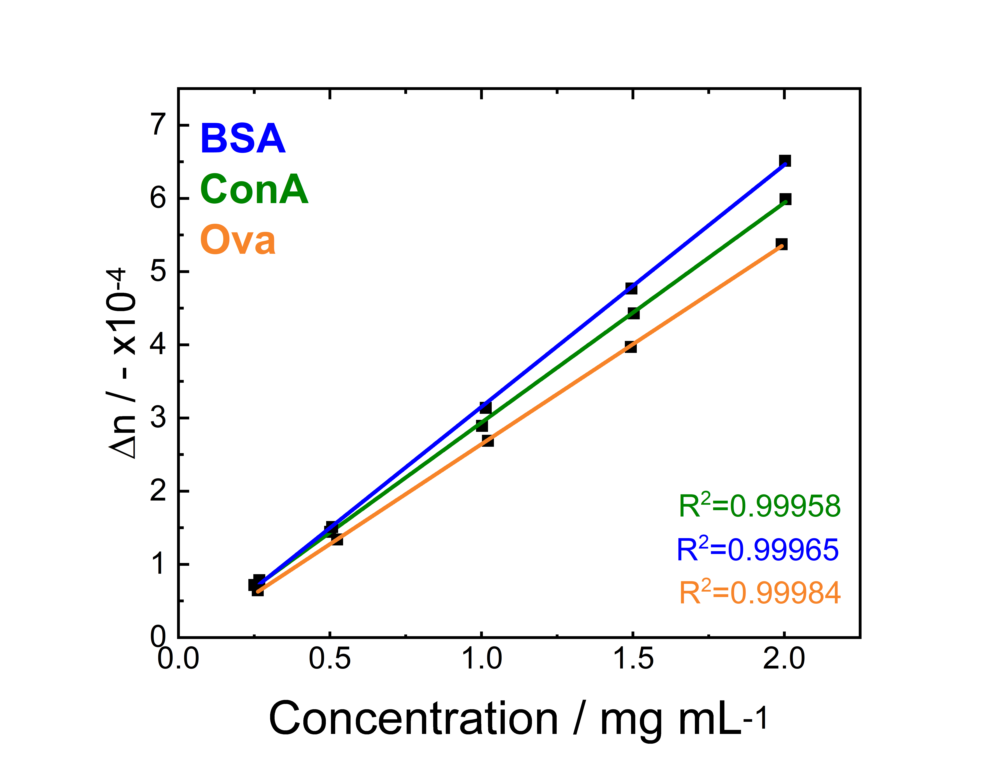 BSA
ConA
Ova
Δn / - x10-4
7
6
5
4
3
2
1
0
R2=0.99958
R2=0.99965
R2=0.99984
0.0 0.5 1.0 1.5 2.0
Concentration / mg mL-1